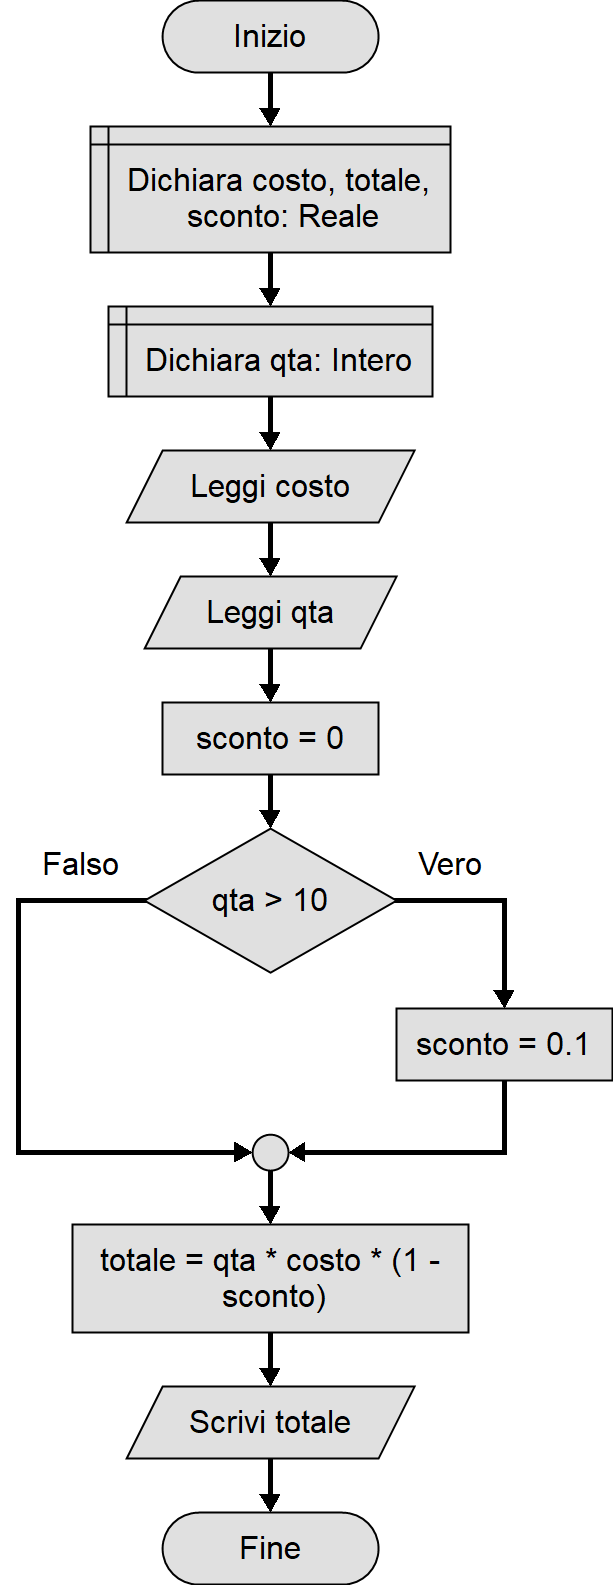 Inizio
Dichiara costo, totale,
sconto: Reale
Dichiara qta: Intero
Leggi costo
Leggi qta
sconto = 0
Falso
Vero
qta > 10
sconto = 0.1
totale = qta * costo * (1 -
sconto)
Scrivi totale
Fine